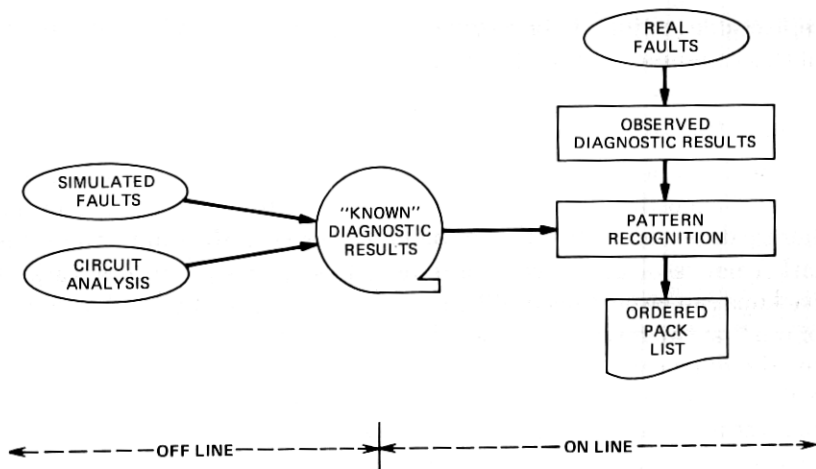 REAL
FAULTS
OBSERVED
DIAGNOSTIC RESULTS
SIMULATED
FAULTS
"KNOWN"
DIAGNOSTIC
RESULTS
PATTERN
RECOGNITION
CIRCUIT
ANALYSIS
ORDERED
PACK
LIST
OFF LINE
ON LINE